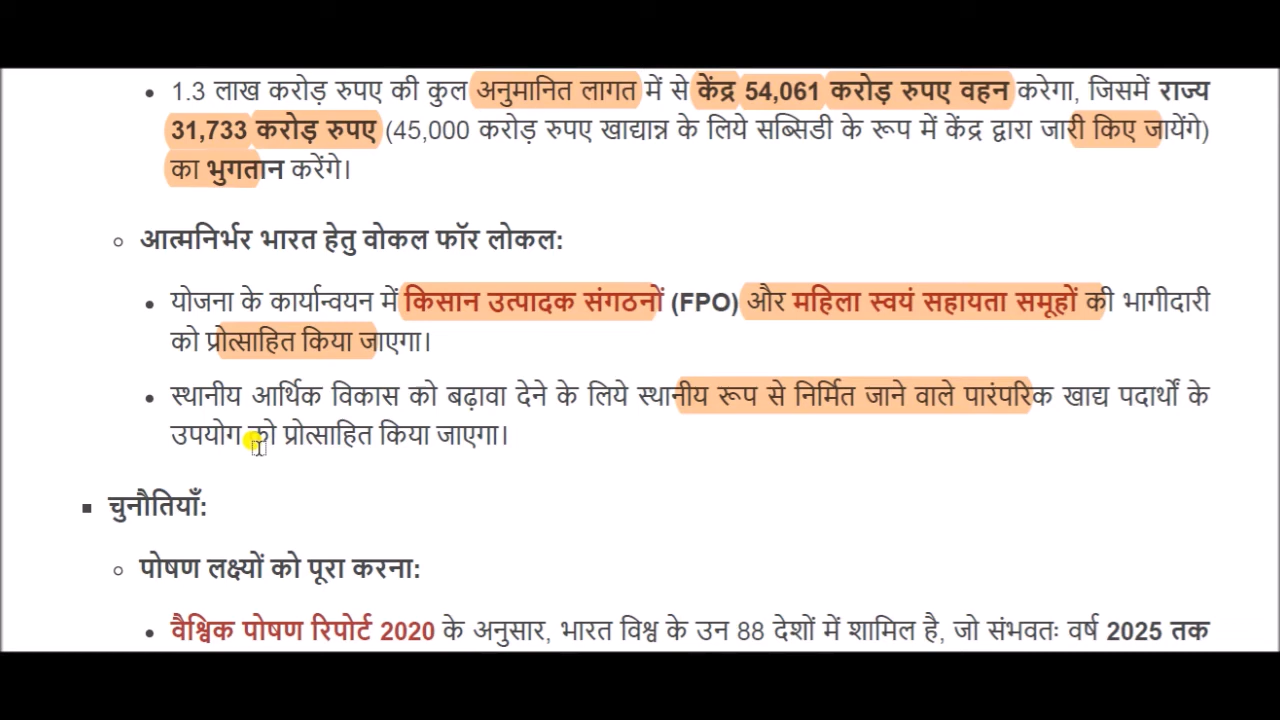 1.3 लाख करोड़ रुपए की कुल अनुमानित लागत में से केंद्र 54,061 करोड़ रुपए वहन करेगा, जिसमें राज्य
31,733 करोड़ रुपए (45,000 करोड़ रुपए खाद्यान्न के लिये सब्सिडी के रूप में केंद्र द्वारा जारी किए जायेंगे)
का भुगतान करेंगे।
आत्मनिर्भर भारत हेतु वोकल फॉर लोकल:
योजना के कार्यान्वयन में किसान उत्पादक संगठनों (FPO) और महिला स्वयं सहायता समूहों की भागीदारी
को प्रोत्साहित किया जाएगा।
स्थानीय आर्थिक विकास को बढ़ावा देने के लिये स्थानीय रूप से निर्मित जाने वाले पारंपरिक खाद्य पदार्थों के
उपयोग को प्रोत्साहित किया जाएगा।
चुनौतियाँ:
पोषण लक्ष्यों को पूरा करना:
वैश्विक पोषण रिपोर्ट 2020 के अनुसार, भारत विश्व के उन 88 देशों में शामिल है, जो संभवतः वर्ष 2025 तक